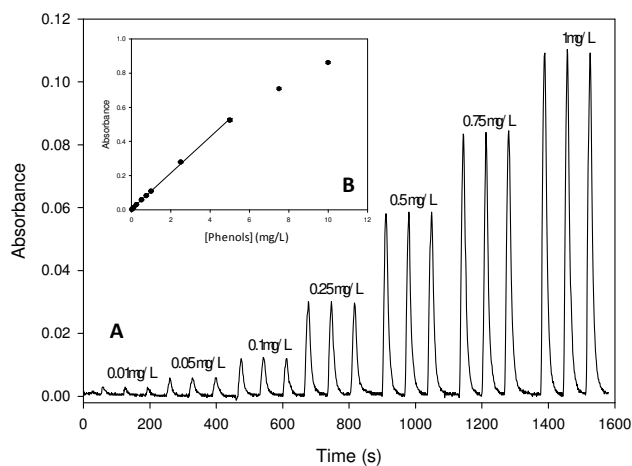 0.12
0.10
0.08
0.06
0.04
0.02
0.00
Absorbance
0 200 400 600 800 1000 1200 1400 1600
Time (s)
A
0.01mg/L
0.05mg/L
0.1mg/L
0.25mg/L
0.5mg/L
0.75mg/L
1mg/L
1.0
0.8
0.6
0.4
0.2
0.0
Absorbance
0 2 4 6 8 10 12
[Phenols] (mg/L)
B